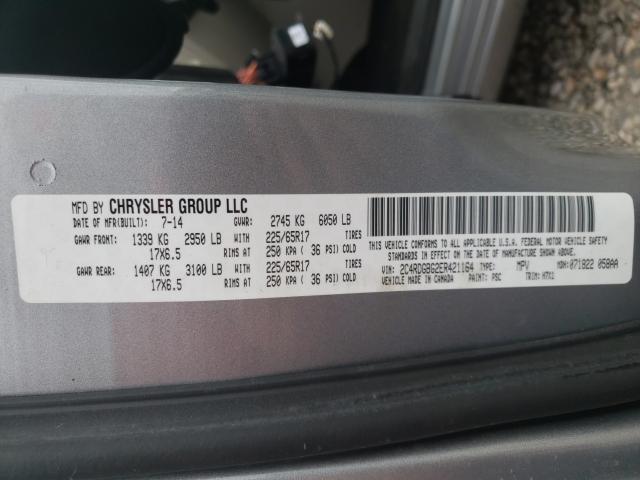 MFD BY CHRYSLER GROUP LLC
DATE OF MFR(BUILT): 7-14 GVWR: 2745 KG 6050 LB
GAWR FRONT: 1339 KG 2950 LB WITH 225/65R17 TIRES
17X6.5 RIMS AT 250 KPA ( 36 PSI) COLD
GAWR REAR: 1407 KG 3100 LB WITH 225/65R17 TIRES
17X6.5 RIMS AT 250 KPA ( 36 PSI) COLD
THIS VEHICLE CONFORMS TO ALL APPLICABLE U.S.A. FEDERAL MOTOR VEHICLE SAFETY
STANDARDS IN EFFECT ON THE DATE OF MANUFACTURE SHOWN ABOVE.
VIN: 2C4RDGBG2ER421164 TYPE: MPV MDH: 071822 058AA
VEHICLE MADE IN CANADA PAINT: PSC TRIM: H7X1